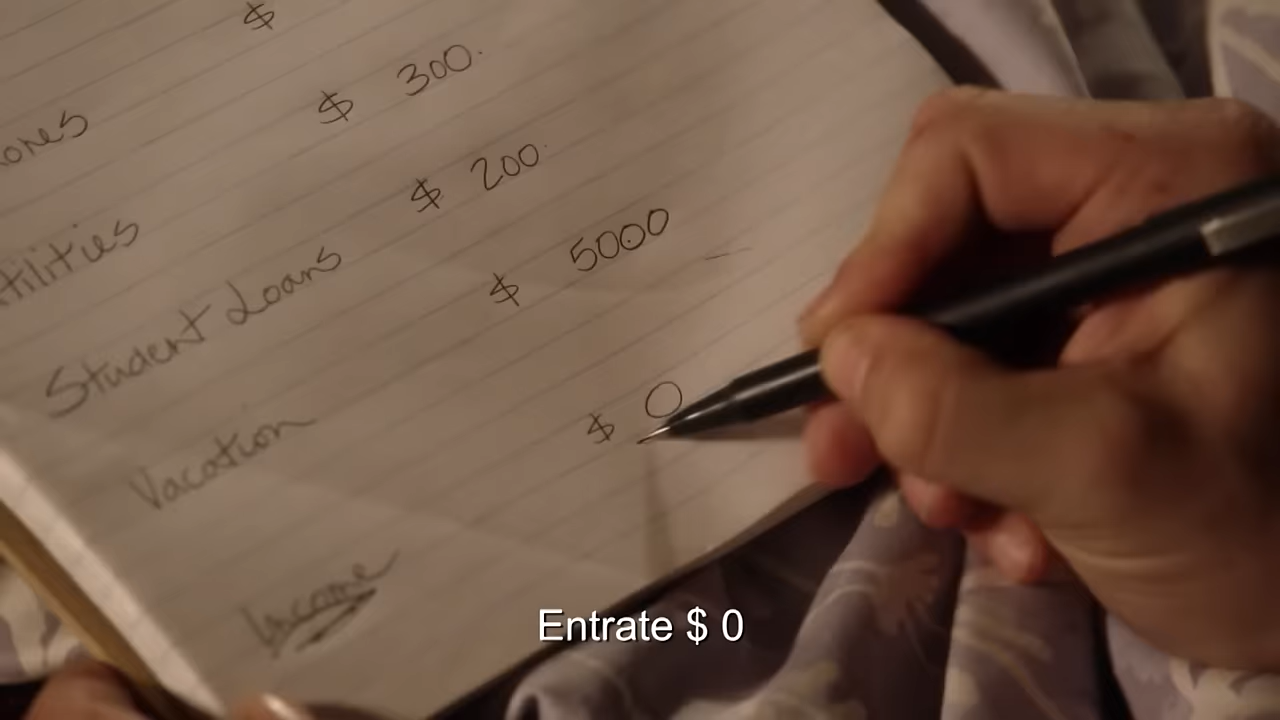 ones $
tilities $ 300.
Student Loans $ 200.
Vacation $ 5000
Income $ 0
Entrate $ 0